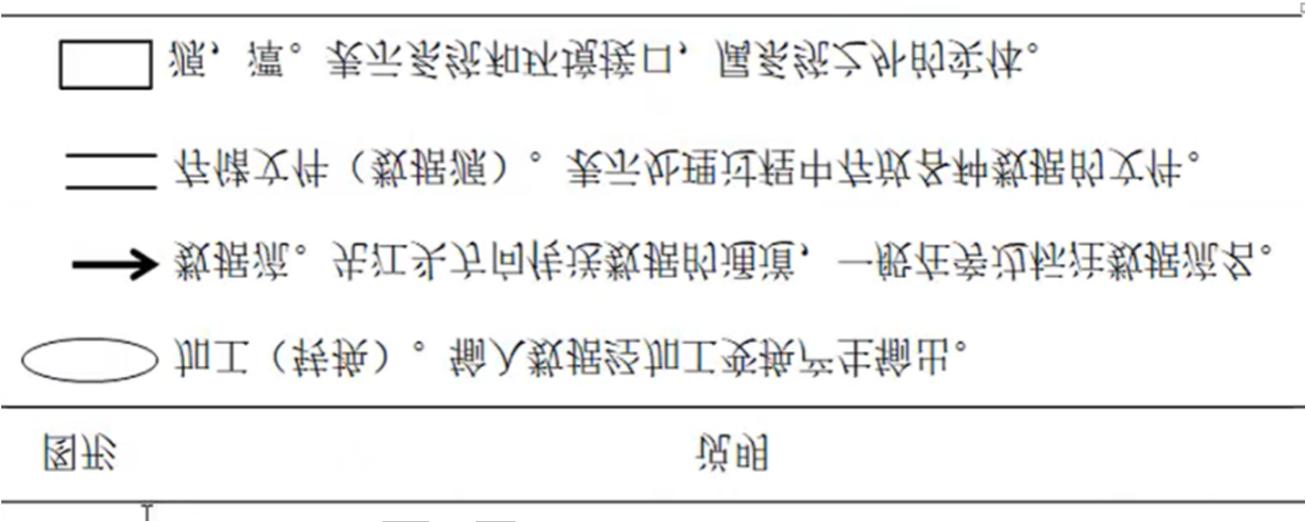 图形 说明
加工（转换）。输入数据经加工变换产生输出。
数据流。先江头方向传送数据的通道，一般在旁边标注数据流名。
存储文件（数据源）。表示处理过程中存放各种数据的文件。
源，潭。表示系统和环境接口，属系统之外的实体。